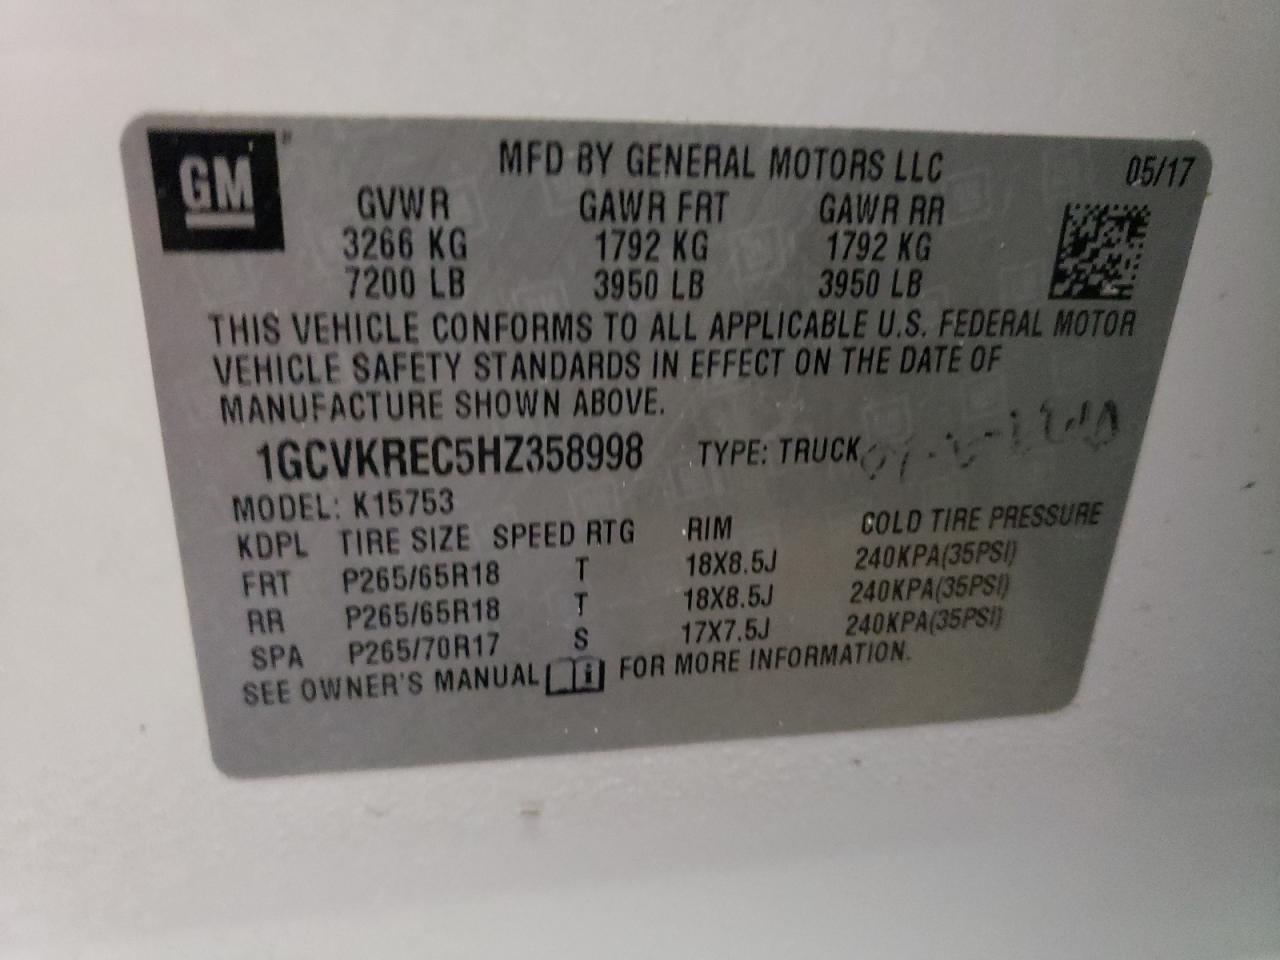 GM
MFD BY GENERAL MOTORS LLC 05/17
GVWR GAWR FRT GAWR RR
3266 KG 1792 KG 1792 KG
7200 LB 3950 LB 3950 LB
THIS VEHICLE CONFORMS TO ALL APPLICABLE U.S. FEDERAL MOTOR
VEHICLE SAFETY STANDARDS IN EFFECT ON THE DATE OF
MANUFACTURE SHOWN ABOVE.
1GCVKREC5HZ358998 TYPE: TRUCK
MODEL: K15753
KDPL TIRE SIZE SPEED RTG RIM COLD TIRE PRESSURE
FRT P265/65R18 T 18X8.5J 240KPA(35PSI)
RR P265/65R18 T 18X8.5J 240KPA(35PSI)
SPA P265/70R17 S 17X7.5J 240KPA(35PSI)
SEE OWNER'S MANUAL FOR MORE INFORMATION.